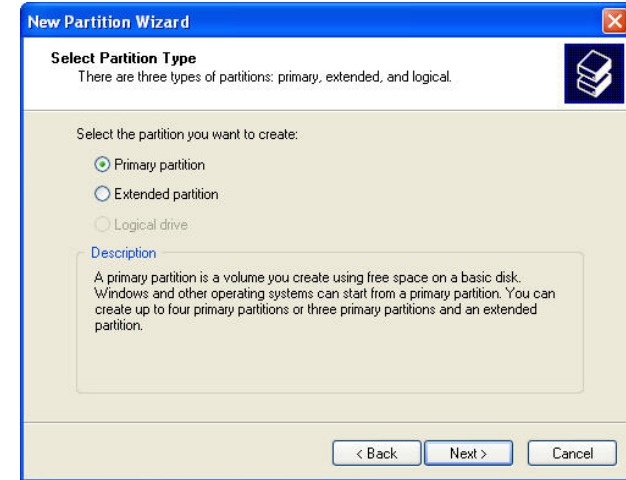 New Partition Wizard
Select Partition Type
There are three types of partitions: primary, extended, and logical.
Select the partition you want to create:
Primary partition
Extended partition
Logical drive
Description
A primary partition is a volume you create using free space on a basic disk.
Windows and other operating systems can start from a primary partition. You can
create up to four primary partitions or three primary partitions and an extended
partition.
< Back Next > Cancel